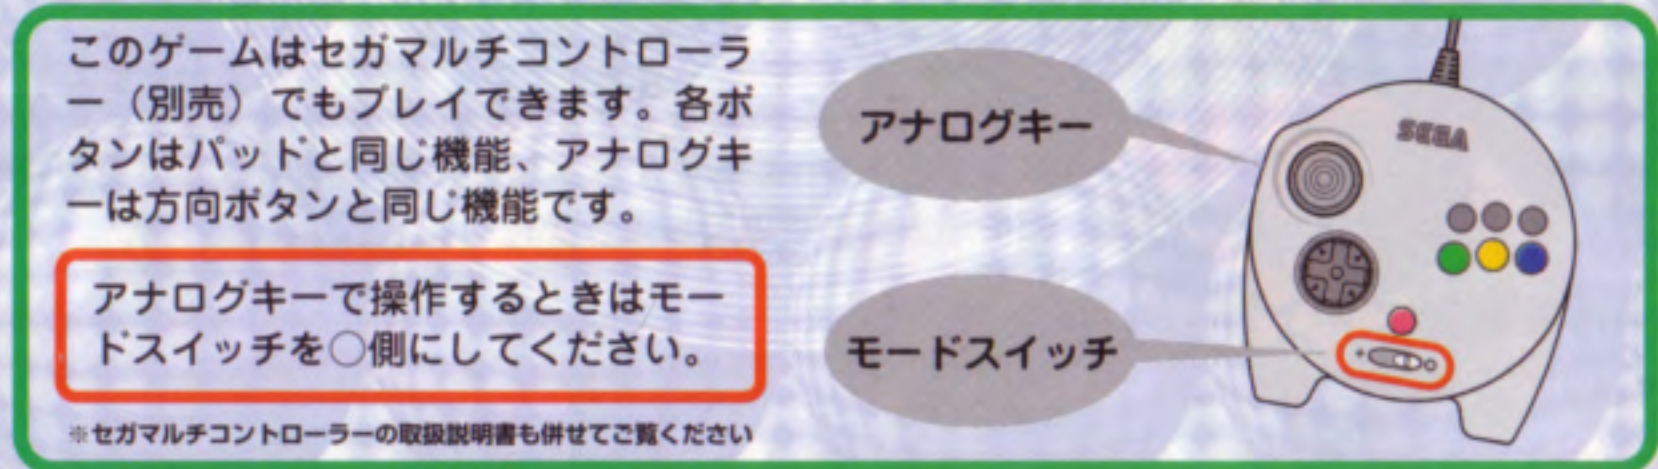 このゲームはセガマルチコントローラ
ー（別売）でもプレイできます。各ボ
タンはパッドと同じ機能、アナログキ
ーは方向ボタンと同じ機能です。
アナログキーで操作するときはモー
ドスイッチを○側にしてください。
※セガマルチコントローラーの取扱説明書も併せてご覧ください
アナログキー
SEGA
モードスイッチ